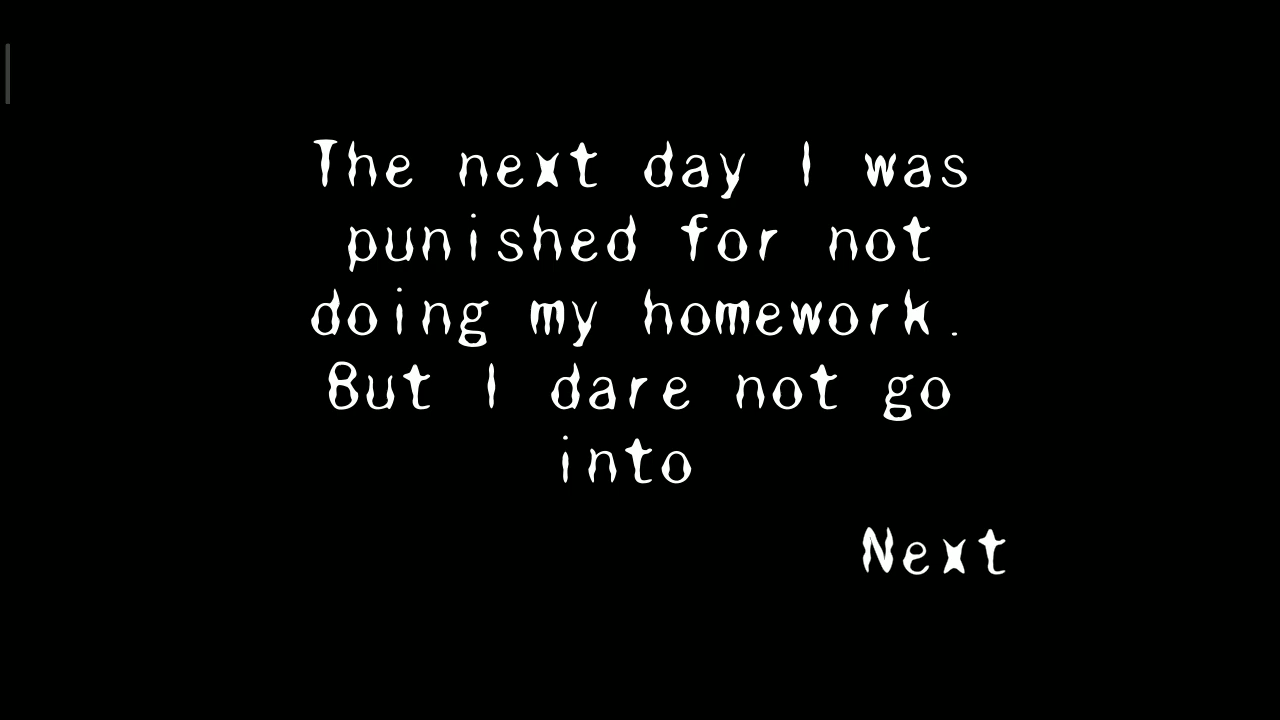 The next day I was
punished for not
doing my homework.
But I dare not go
into
Next